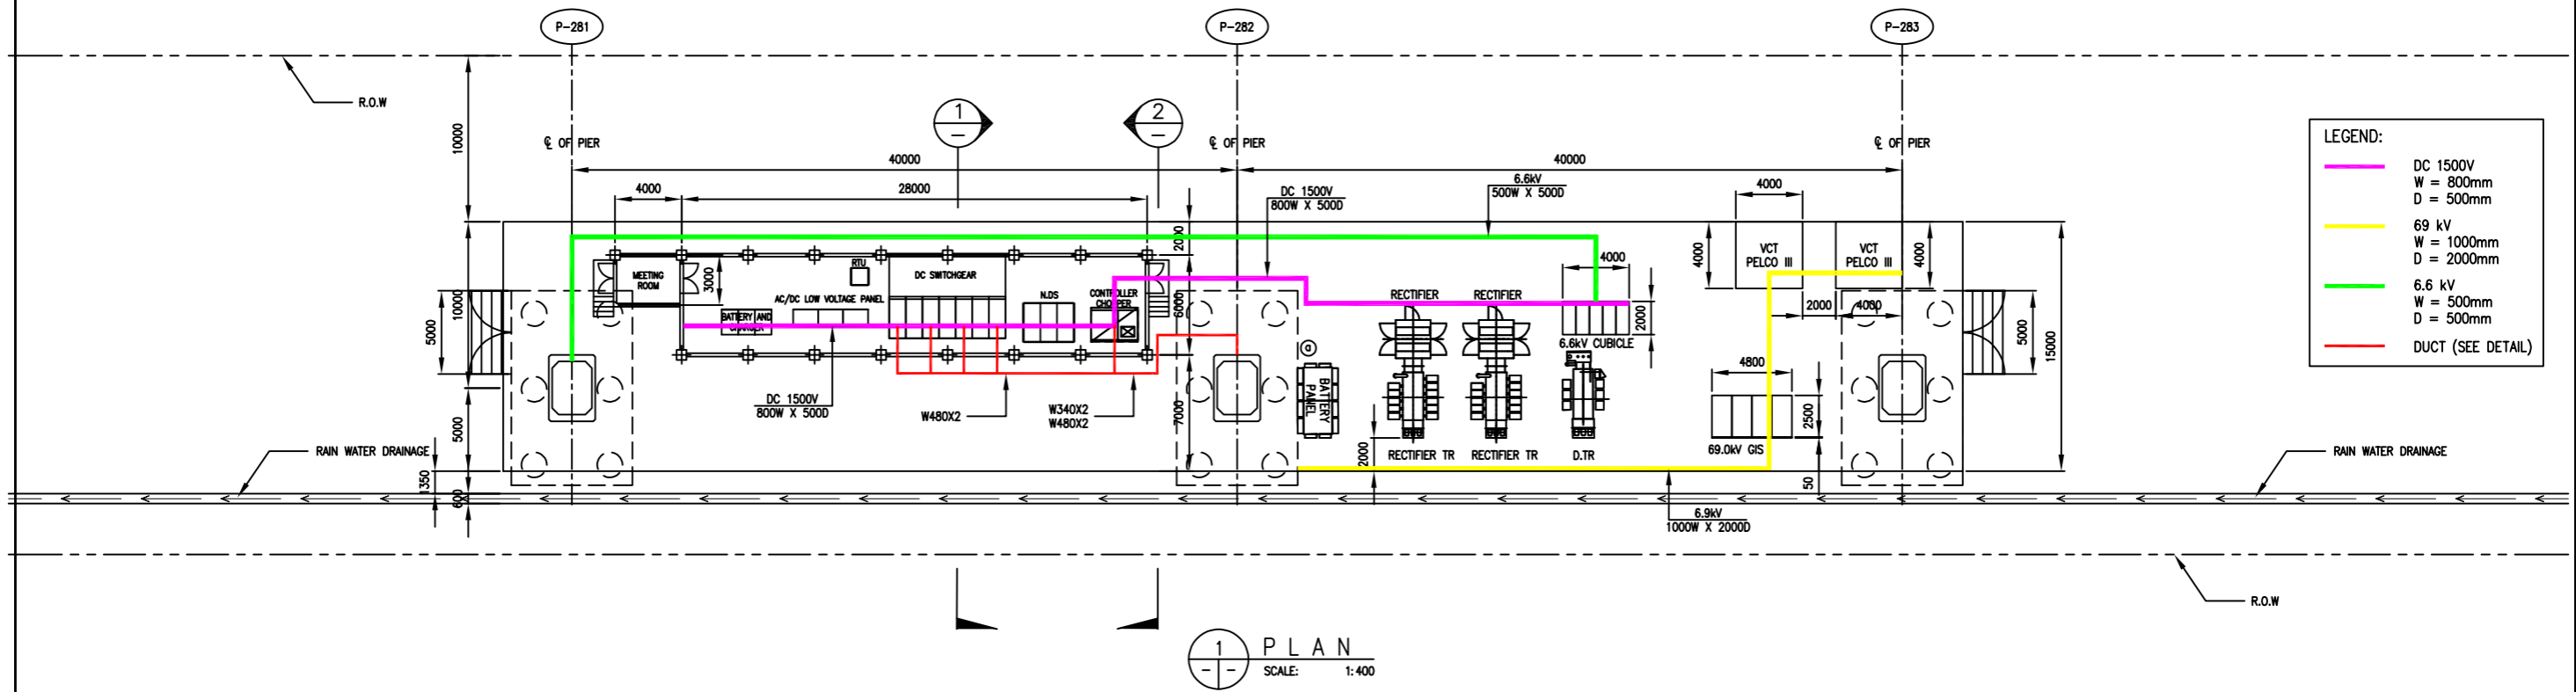 P-281
P-282
P-283
R.O.W
1
-
2
-
10000
℄ OF PIER
℄ OF PIER
℄ OF PIER
40000
40000
4000
28000
DC 1500V
800W X 500D
6.6kV
500W X 500D
4000
LEGEND:
DC 1500V
W = 800mm
D = 500mm
69 kV
W = 1000mm
D = 2000mm
6.6 kV
W = 500mm
D = 500mm
DUCT (SEE DETAIL)
2000
4000
VCT
PELCO III
VCT
PELCO III
4000
MEETING
ROOM
3000
RTU
DC SWITCHGEAR
4000
10000
5000
AC/DC LOW VOLTAGE PANEL
N.DS
CONTROLLER
CHOPPER
6000
RECTIFIER
RECTIFIER
2000
2000
4000
5000
15000
BATTERY AND
CHARGER
6.6kV CUBICLE
a
4800
DC 1500V
800W X 500D
W480X2
W340X2
W480X2
7000
BATTERY
PANEL
2500
5000
RAIN WATER DRAINAGE
2000
RECTIFIER TR
RECTIFIER TR
D.TR
69.0kV GIS
RAIN WATER DRAINAGE
1350
600
50
6.9kV
1000W X 2000D
R.O.W
1
- -
PLAN
SCALE: 1:400